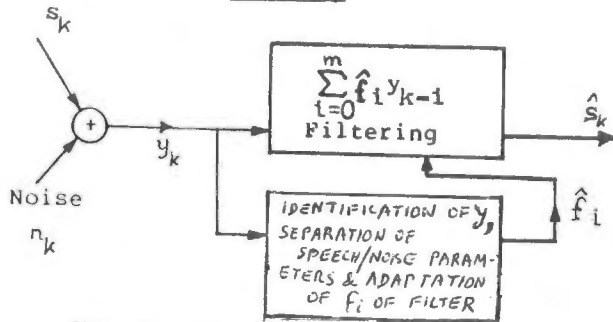 s_k
m
∑ f̂_i y_{k-i}
i=0
Filtering
ŝ_k
+
y_k
Noise
n_k
f̂_i
IDENTIFICATION OF y,
SEPARATION OF
SPEECH/NOISE PARAM-
ETERS & ADAPTATION
OF f_i OF FILTER